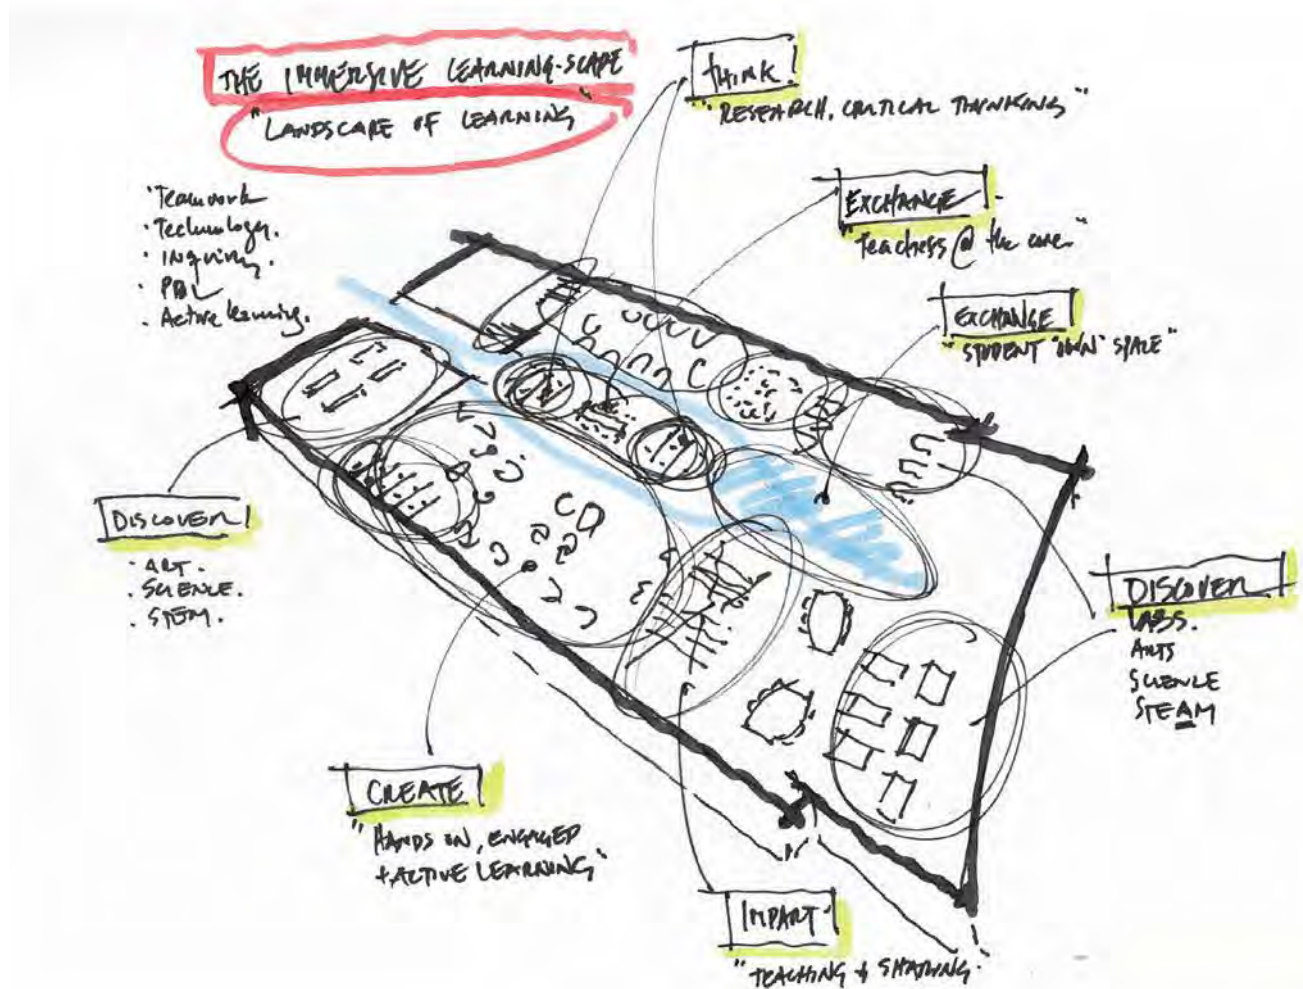 THE IMMERSIVE LEARNING-SCAPE
"LANDSCAPE OF LEARNING"
· Teamwork
· Technology.
· Inquiry.
· PBL
· Active learning.
THINK
"RESEARCH, CRITICAL THINKING"
EXCHANGE
"Teachers @ the core"
EXCHANGE
"STUDENT 'OWN' SPACE"
DISCOVER
· ART.
· SCIENCE.
· STEM.
DISCOVER
LABS.
ARTS
SCIENCE
STEAM
CREATE
"HANDS ON, ENGAGED
+ ACTIVE LEARNING"
IMPART
"TEACHING + SHARING.